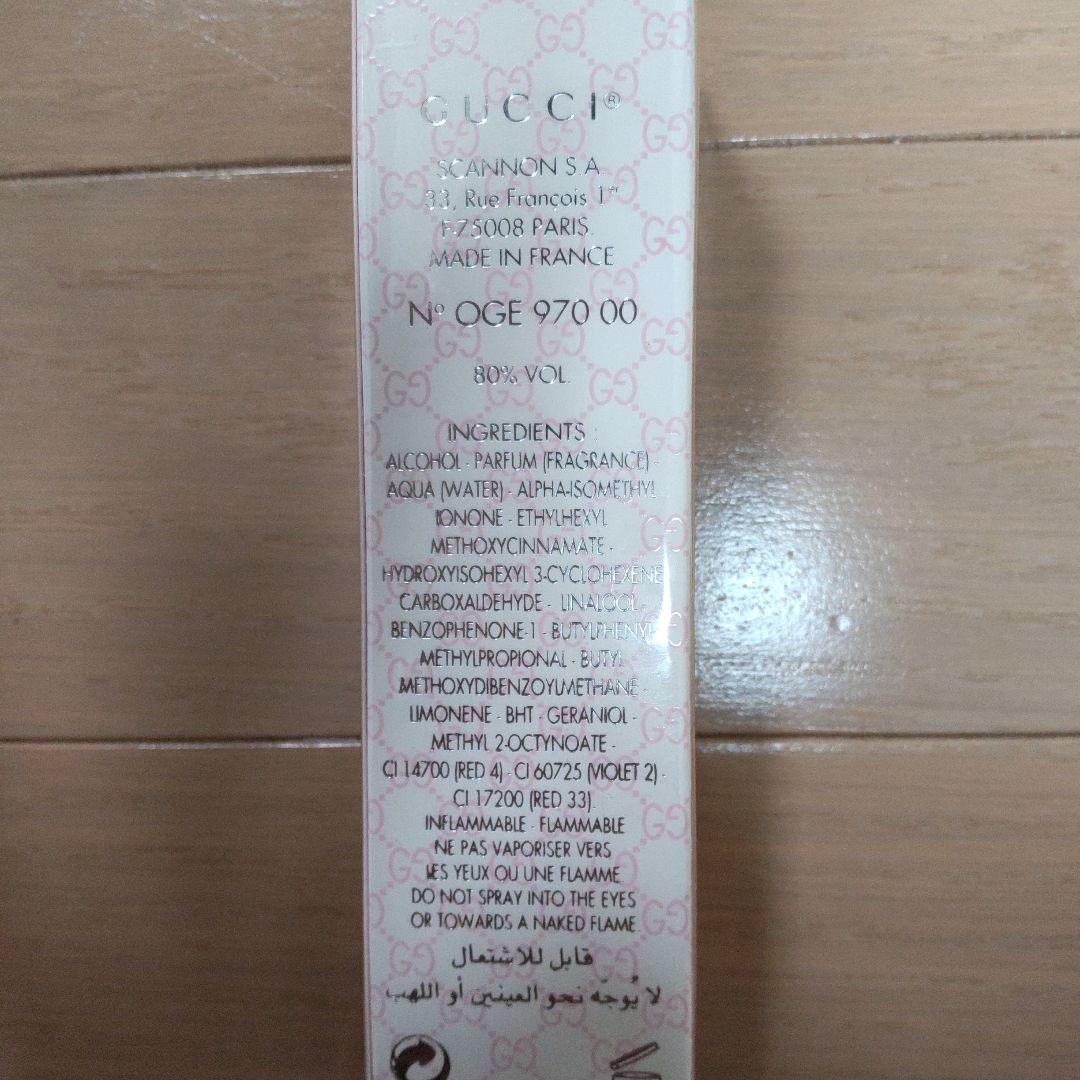 GUCCI®
SCANNON S.A.
33, Rue François 1er
F-75008 PARIS.
MADE IN FRANCE
N° OGE 970 00
80% VOL.
INGREDIENTS :
ALCOHOL - PARFUM (FRAGRANCE) -
AQUA (WATER) - ALPHA-ISOMETHYL
IONONE - ETHYLHEXYL
METHOXYCINNAMATE -
HYDROXYISOHEXYL 3-CYCLOHEXENE
CARBOXALDEHYDE - LINALOOL -
BENZOPHENONE-1 - BUTYLPHENYL
METHYLPROPIONAL - BUTYL
METHOXYDIBENZOYLMETHANE -
LIMONENE - BHT - GERANIOL -
METHYL 2-OCTYNOATE -
CI 14700 (RED 4) - CI 60725 (VIOLET 2) -
CI 17200 (RED 33).
INFLAMMABLE - FLAMMABLE
NE PAS VAPORISER VERS
LES YEUX OU UNE FLAMME.
DO NOT SPRAY INTO THE EYES
OR TOWARDS A NAKED FLAME.
قابل للاشتعال
لا يُوجّه نحو العينين أو اللهب